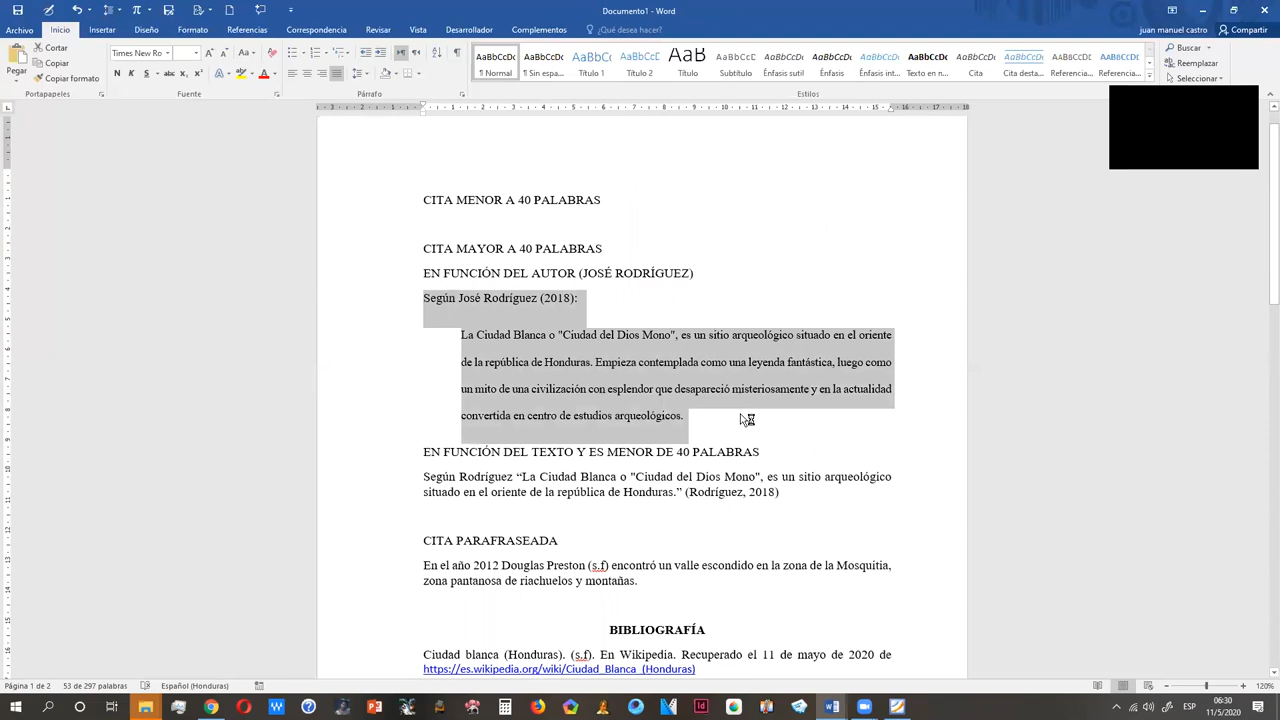 Documento1 - Word
juan manuel castro
Compartir
Archivo Inicio Insertar Diseño Formato Referencias Correspondencia Revisar Vista ¿Qué desea hacer?
Pegar
Cortar
Copiar
Copiar formato
Portapapeles
Times New Ro
Fuente
Párrafo
AaBbCcDc AaBbCcDc AaBbCc AaBbCcD AaB AaBbCcD
¶ Normal ¶ Sin espa... Título 1 Título 2 Título Subtítulo Énfasis sutil Énfasis Énfasis int... Texto en n... Cita Cita desta... Referencia... Referencia...
Estilos
Buscar
Reemplazar
Seleccionar
CITA MENOR A 40 PALABRAS
CITA MAYOR A 40 PALABRAS
EN FUNCIÓN DEL AUTOR (JOSÉ RODRÍGUEZ)
Según José Rodríguez (2018):
La Ciudad Blanca o "Ciudad del Dios Mono", es un sitio arqueológico situado en el oriente
de la república de Honduras. Empieza contemplada como una leyenda fantástica, luego como
un mito de una civilización con esplendor que desapareció misteriosamente y en la actualidad
convertida en centro de estudios arqueológicos.
EN FUNCIÓN DEL TEXTO Y ES MENOR DE 40 PALABRAS
Según Rodríguez “La Ciudad Blanca o "Ciudad del Dios Mono", es un sitio arqueológico
situado en el oriente de la república de Honduras.” (Rodríguez, 2018)
CITA PARAFRASEADA
En el año 2012 Douglas Preston (s.f) encontró un valle escondido en la zona de la Mosquitia,
zona pantanosa de riachuelos y montañas.
BIBLIOGRAFÍA
Ciudad blanca (Honduras). (s.f). En Wikipedia. Recuperado el 11 de mayo de 2020 de
https://es.wikipedia.org/wiki/Ciudad_Blanca_(Honduras)
Página 1 de 2 53 de 297 palabras Español (Honduras) 120%
06:30
11/5/2020